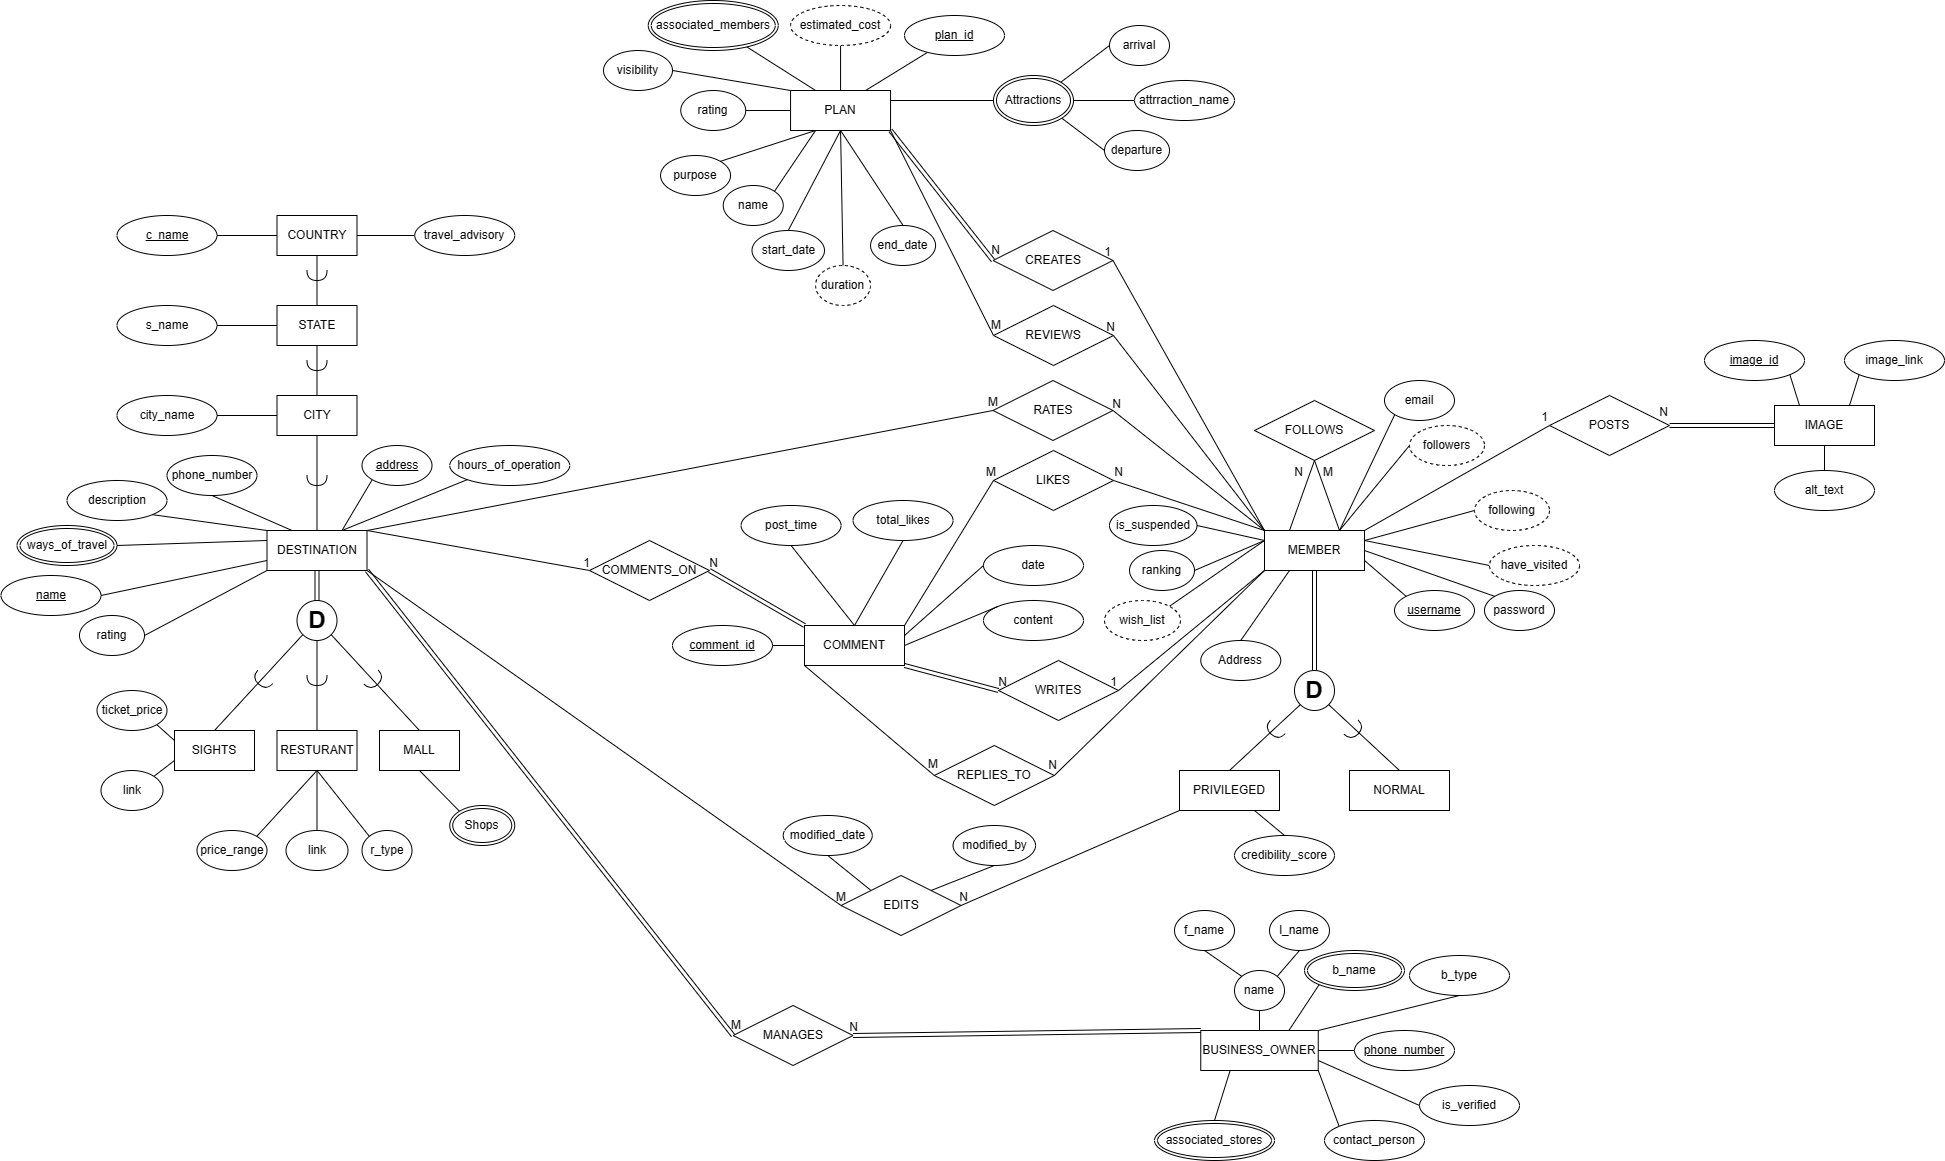 associated_members
estimated_cost
plan_id
arrival
visibility
rating
PLAN
Attractions
attrraction_name
departure
purpose
name
start_date
end_date
duration
c_name
COUNTRY
travel_advisory
N
CREATES
1
s_name
STATE
M
REVIEWS
N
image_id
image_link
city_name
CITY
M
RATES
N
FOLLOWS
N
M
email
followers
1
POSTS
N
IMAGE
alt_text
phone_number
address
hours_of_operation
description
ways_of_travel
DESTINATION
name
rating
D
M
LIKES
N
post_time
total_likes
is_suspended
MEMBER
following
1
COMMENTS_ON
N
date
ranking
have_visited
content
wish_list
username
password
comment_id
COMMENT
Address
N
WRITES
1
D
ticket_price
SIGHTS
RESTURANT
MALL
link
Shops
price_range
link
r_type
M
REPLIES_TO
N
PRIVILEGED
NORMAL
modified_date
modified_by
credibility_score
M
EDITS
N
f_name
l_name
b_name
b_type
name
M
MANAGES
N
BUSINESS_OWNER
phone_number
is_verified
associated_stores
contact_person